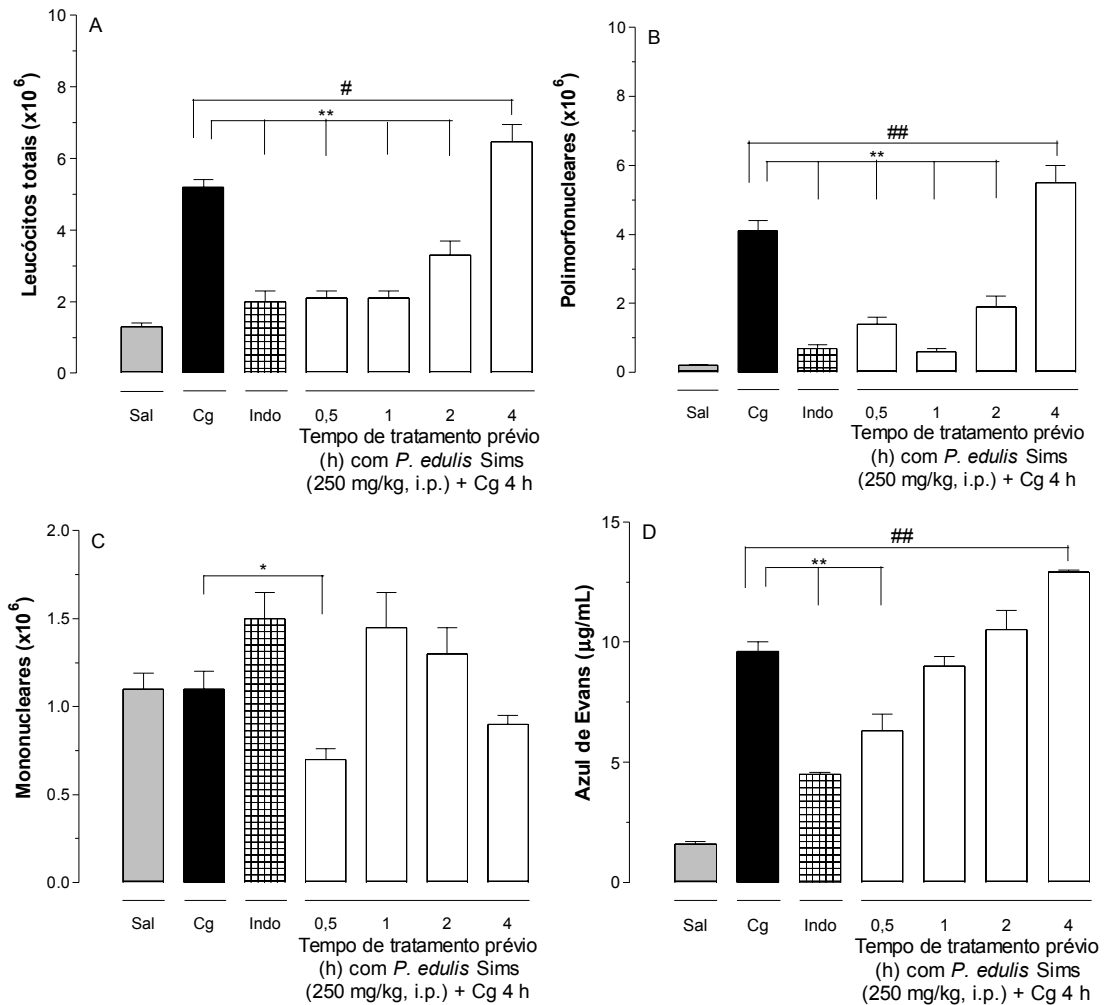 A
Leucócitos totais (x10⁶)
10
8
6
4
2
0
#
**
Sal Cg Indo 0,5 1 2 4
Tempo de tratamento prévio
(h) com P. edulis Sims
(250 mg/kg, i.p.) + Cg 4 h
B
Polimorfonucleares (x10⁶)
10
8
6
4
2
0
##
**
Sal Cg Indo 0,5 1 2 4
Tempo de tratamento prévio
(h) com P. edulis Sims
(250 mg/kg, i.p.) + Cg 4 h
C
Mononucleares (x10⁶)
2.0
1.5
1.0
0.5
0.0
*
Sal Cg Indo 0,5 1 2 4
Tempo de tratamento prévio
(h) com P. edulis Sims
(250 mg/kg, i.p.) + Cg 4 h
D
Azul de Evans (µg/mL)
15
10
5
0
##
**
Sal Cg Indo 0,5 1 2 4
Tempo de tratamento prévio
(h) com P. edulis Sims
(250 mg/kg, i.p.) + Cg 4 h